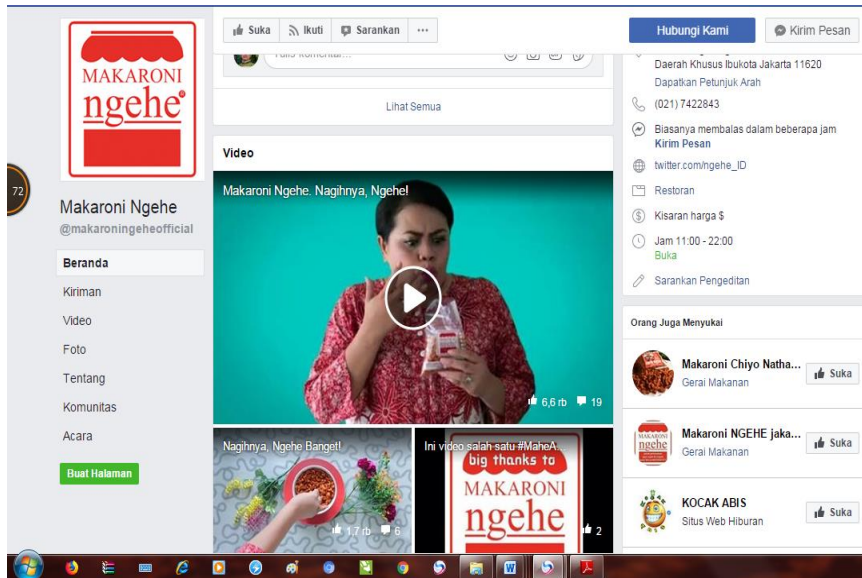 MAKARONI
ngehe®
Makaroni Ngehe
@makaroningeheofficial
Beranda
Kiriman
Video
Foto
Tentang
Komunitas
Acara
Buat Halaman
72
Suka
Ikuti
Sarankan
Hubungi Kami
Kirim Pesan
Tulis komentar...
Lihat Semua
Video
Makaroni Ngehe. Nagihnya, Ngehe!
6,6 rb
19
Nagihnya, Ngehe Banget!
1,7 rb
6
Ini video salah satu #MaheA...
big thanks to
MAKARONI
ngehe
2
Daerah Khusus Ibukota Jakarta 11620
Dapatkan Petunjuk Arah
(021) 7422843
Biasanya membalas dalam beberapa jam
Kirim Pesan
twitter.com/ngehe_ID
Restoran
Kisaran harga $
Jam 11:00 - 22:00
Buka
Sarankan Pengeditan
Orang Juga Menyukai
Makaroni Chiyo Natha...
Gerai Makanan
Suka
MAKARONI
ngehe
Makaroni NGEHE jaka...
Gerai Makanan
Suka
KOCAK ABIS
Situs Web Hiburan
Suka